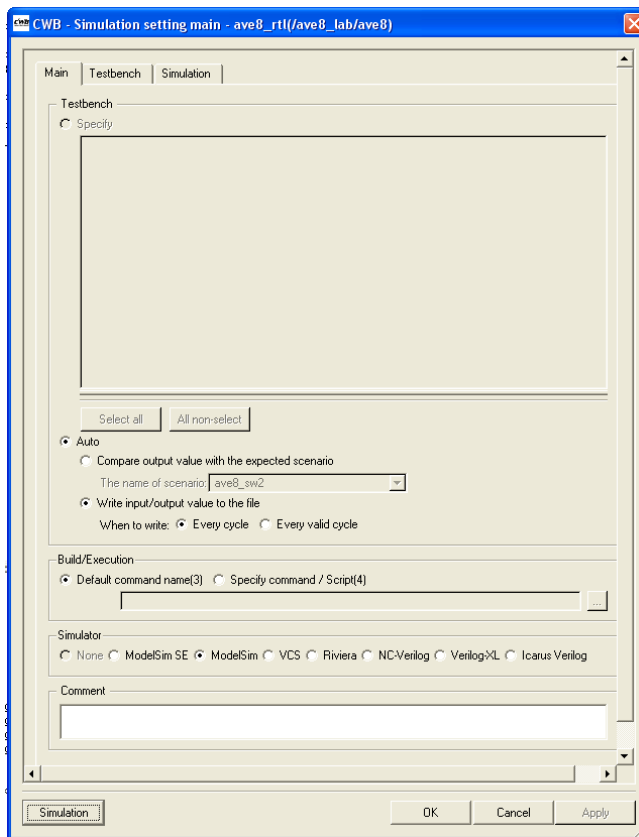 cwb CWB - Simulation setting main - ave8_rtl(/ave8_lab/ave8)
Main Testbench Simulation
Testbench
Specify
Select all All non-select
Auto
Compare output value with the expected scenario
The name of scenario: ave8_sw2
Write input/output value to the file
When to write: Every cycle Every valid cycle
Build/Execution
Default command name(3) Specify command / Script(4)
...
Simulator
None ModelSim SE ModelSim VCS Riviera NC-Verilog Verilog-XL Icarus Verilog
Comment
Simulation OK Cancel Apply